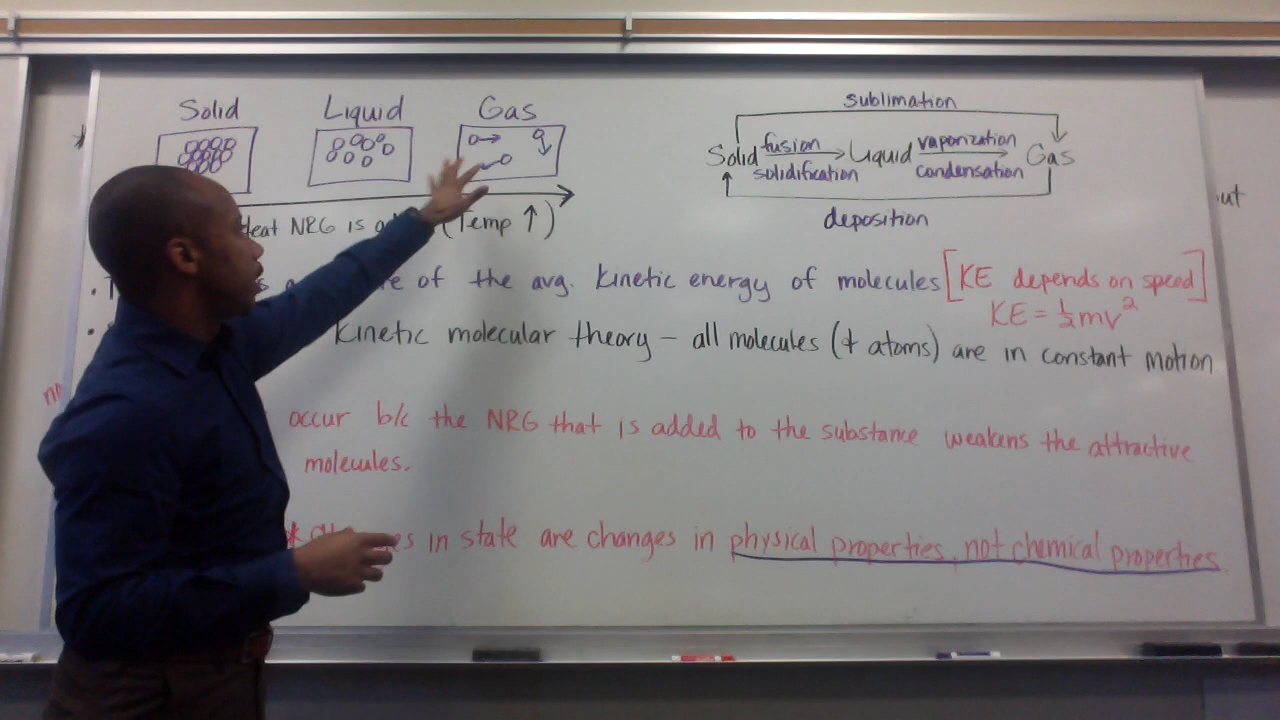 Solid Liquid Gas
Heat NRG is (Temp ↑)
sublimation
Solid fusion Liquid vaporization Gas
solidification condensation
deposition
of the avg. kinetic energy of molecules [KE depends on speed]
KE = ½mv²
kinetic molecular theory – all molecules (+ atoms) are in constant motion
occur b/c the NRG that is added to the substance weakens the attractive
molecules.
in state are changes in physical properties, not chemical properties.